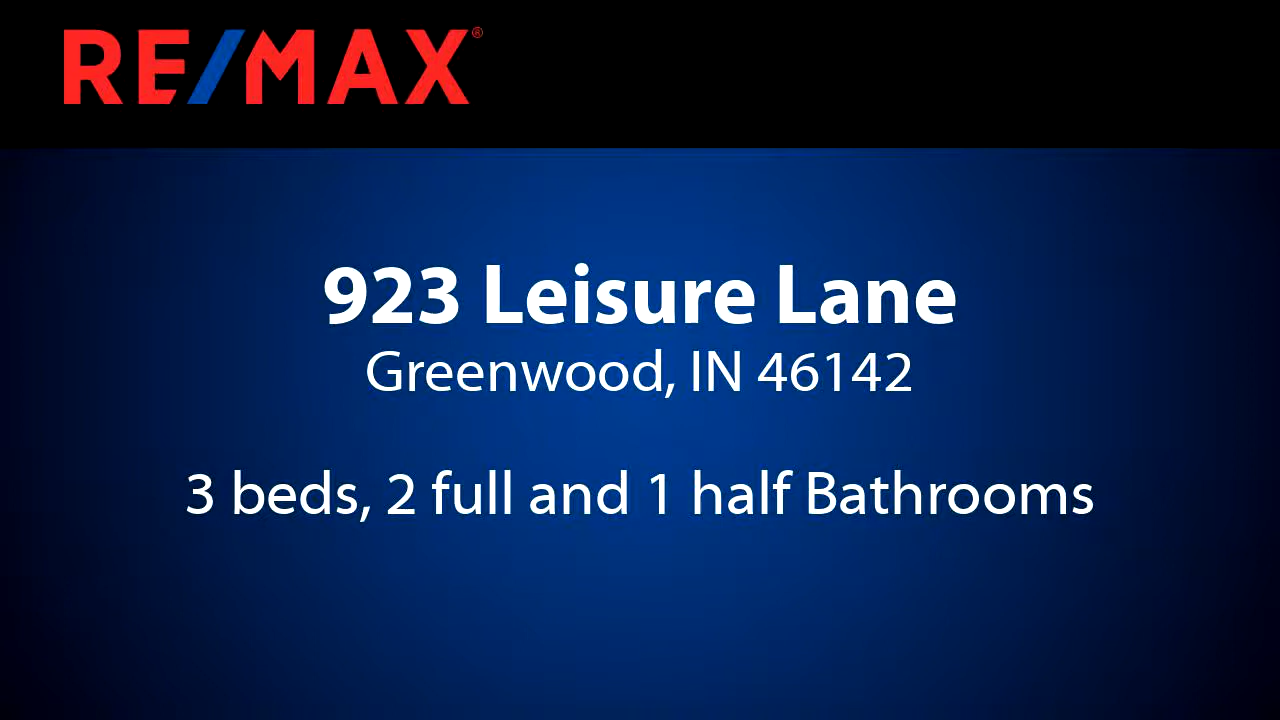 RE/MAX®
923 Leisure Lane
Greenwood, IN 46142
3 beds, 2 full and 1 half Bathrooms